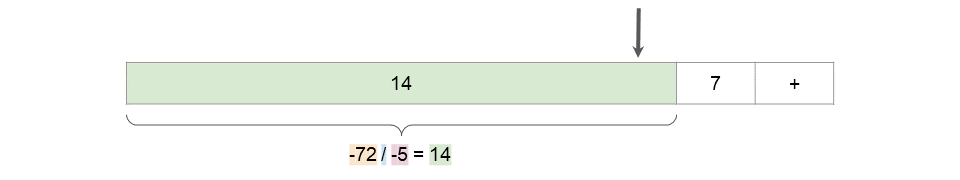 14 7 +
-72 / -5 = 14